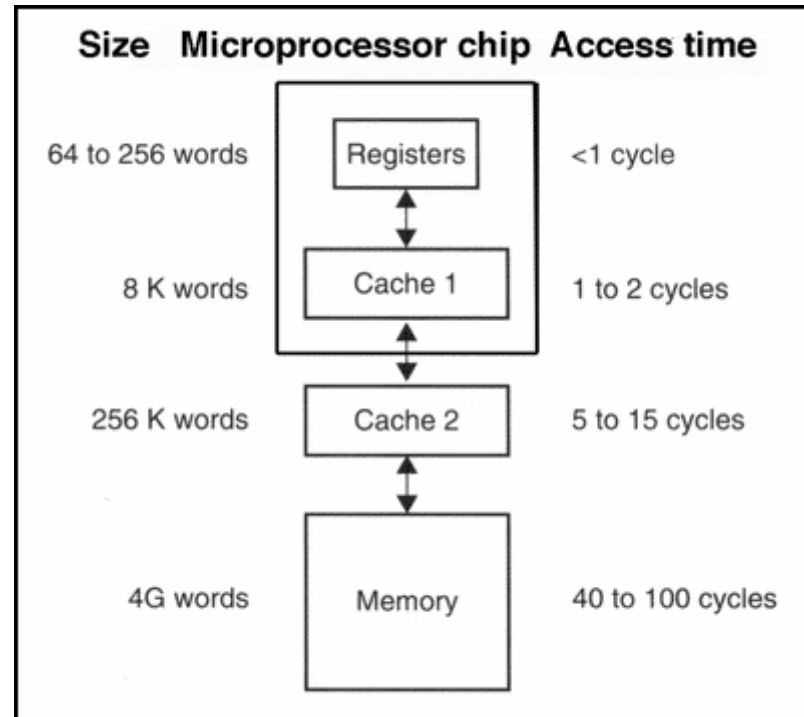 Size Microprocessor chip Access time
64 to 256 words Registers <1 cycle
8 K words Cache 1 1 to 2 cycles
256 K words Cache 2 5 to 15 cycles
4G words Memory 40 to 100 cycles